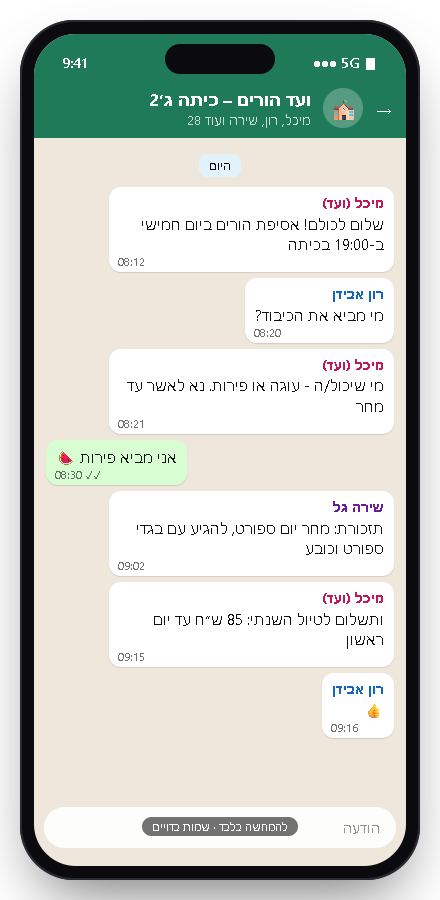 9:41
5G
ועד הורים – כיתה ג'2
מיכל, רון, שירה ועוד 28
היום
מיכל (ועד)
שלום לכולם! אסיפת הורים ביום חמישי
ב-19:00 בכיתה
08:12
רון אבידן
מי מביא את הכיבוד?
08:20
מיכל (ועד)
מי שיכול/ה - עוגה או פירות. נא לאשר עד
מחר
08:21
אני מביא פירות 🍉
08:30 ✓✓
שירה גל
תזכורת: מחר יום ספורט, להגיע עם בגדי
ספורט וכובע
09:02
מיכל (ועד)
ותשלום לטיול השנתי: 85 ש״ח עד יום
ראשון
09:15
רון אבידן
👍
09:16
הודעה
להמחשה בלבד · שמות בדויים